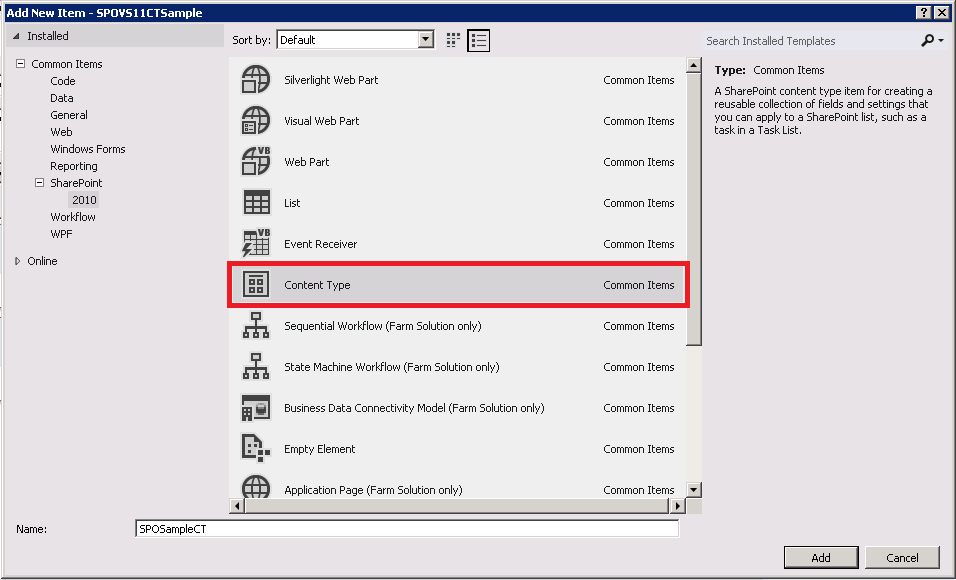 Add New Item - SPOVS11CTSample
Installed
Sort by: Default
Search Installed Templates
Common Items
Code
Data
General
Web
Windows Forms
Reporting
SharePoint
2010
Workflow
WPF
Online
Silverlight Web Part Common Items
Visual Web Part Common Items
VB
Web Part Common Items
List Common Items
VB
Event Receiver Common Items
Content Type Common Items
Sequential Workflow (Farm Solution only) Common Items
State Machine Workflow (Farm Solution only) Common Items
Business Data Connectivity Model (Farm Solution only) Common Items
Empty Element Common Items
Application Page (Farm Solution only) Common Items
Type: Common Items
A SharePoint content type item for creating a
reusable collection of fields and settings that
you can apply to a SharePoint list, such as a
task in a Task List.
Name: SPOSampleCT
Add Cancel